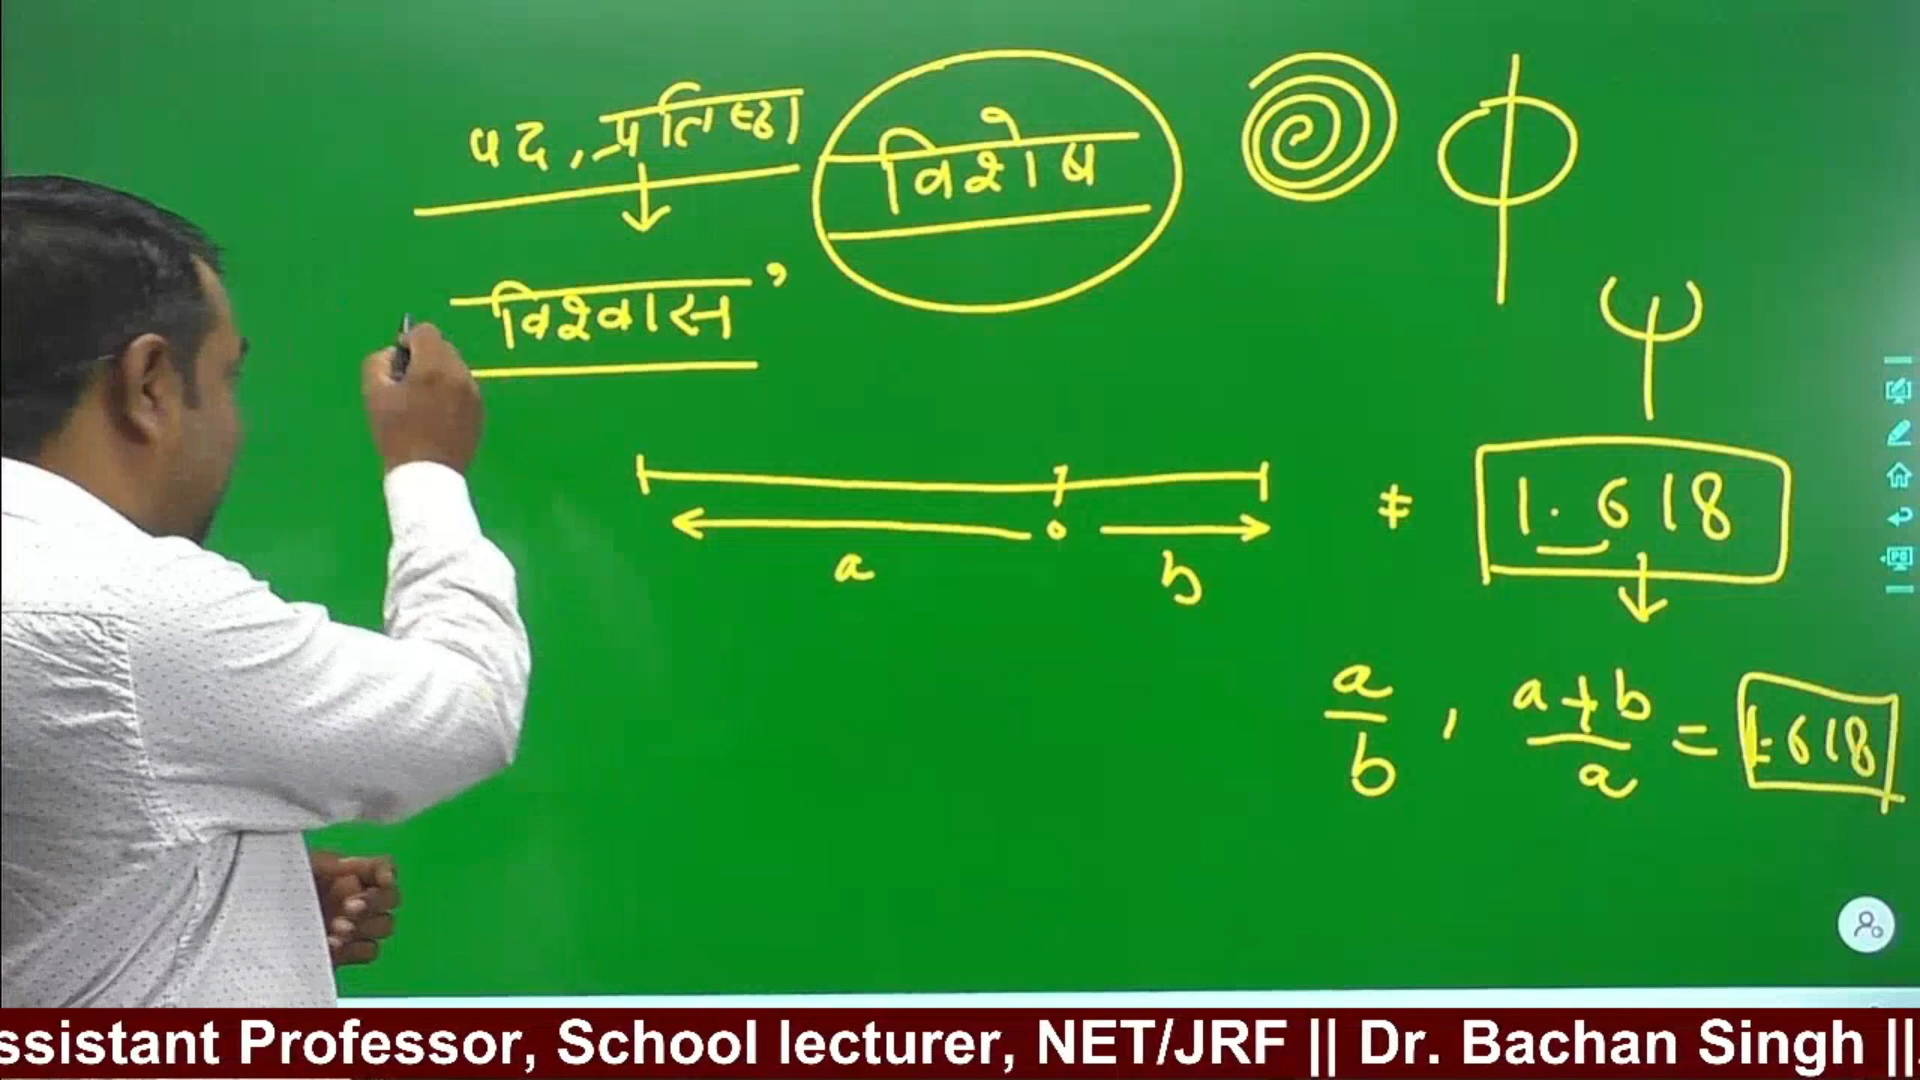 पद, प्रतिष्ठा
विशेष
विश्वास,
ϕ
a
b
1.618
a/b , a+b/a = 1.618
ssistant Professor, School lecturer, NET/JRF || Dr. Bachan Singh ||